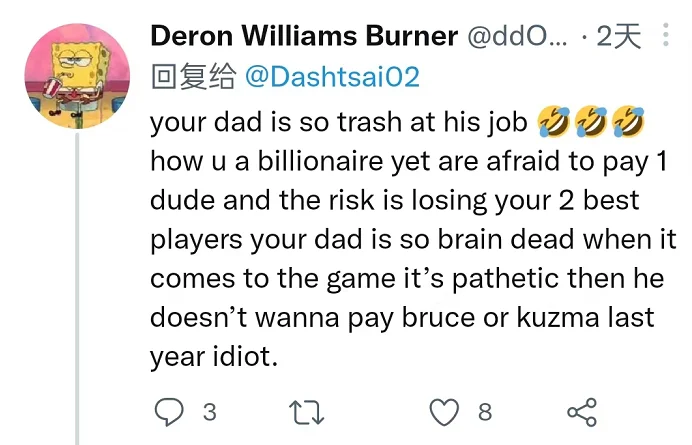 Deron Williams Burner @ddO... · 2天
回复给 @Dashtsai02
your dad is so trash at his job 🤣🤣🤣
how u a billionaire yet are afraid to pay 1
dude and the risk is losing your 2 best
players your dad is so brain dead when it
comes to the game it’s pathetic then he
doesn’t wanna pay bruce or kuzma last
year idiot.
3 8